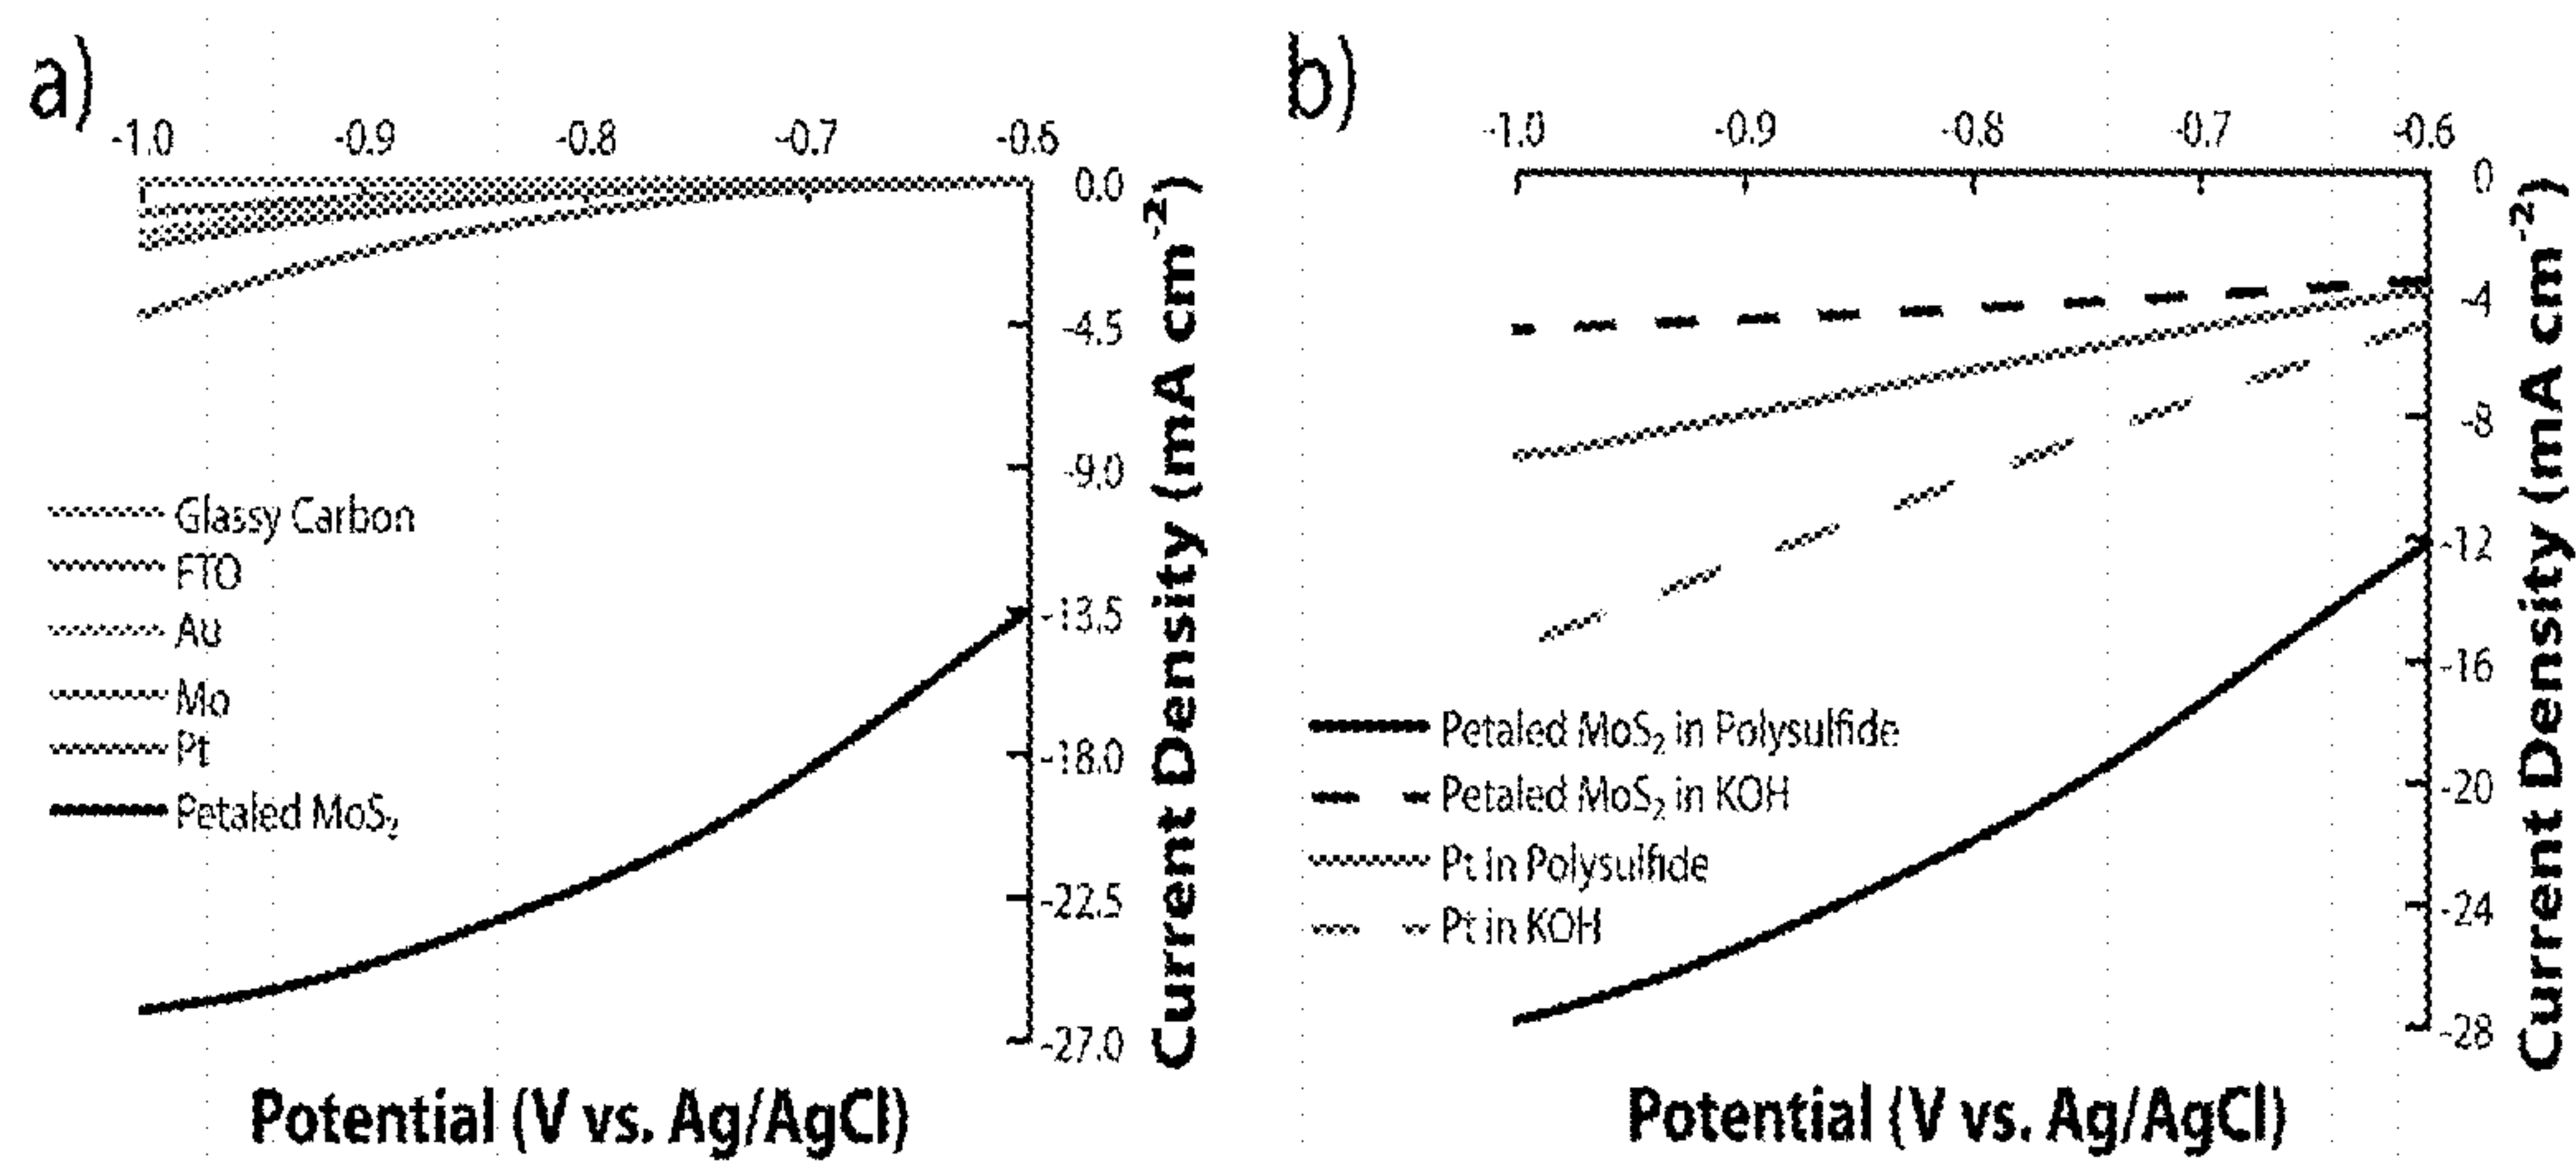 a)
-1.0 -0.9 -0.8 -0.7 -0.6
0.0
-4.5
-9.0
-13.5
-18.0
-22.5
-27.0
Current Density (mA cm⁻²)
Glassy Carbon
FTO
Au
Mo
Pt
Petaled MoS₂
Potential (V vs. Ag/AgCl)
b)
-1.0 -0.9 -0.8 -0.7 -0.6
0
-4
-8
-12
-16
-20
-24
-28
Current Density (mA cm⁻²)
Petaled MoS₂ in Polysulfide
Petaled MoS₂ in KOH
Pt in Polysulfide
Pt in KOH
Potential (V vs. Ag/AgCl)